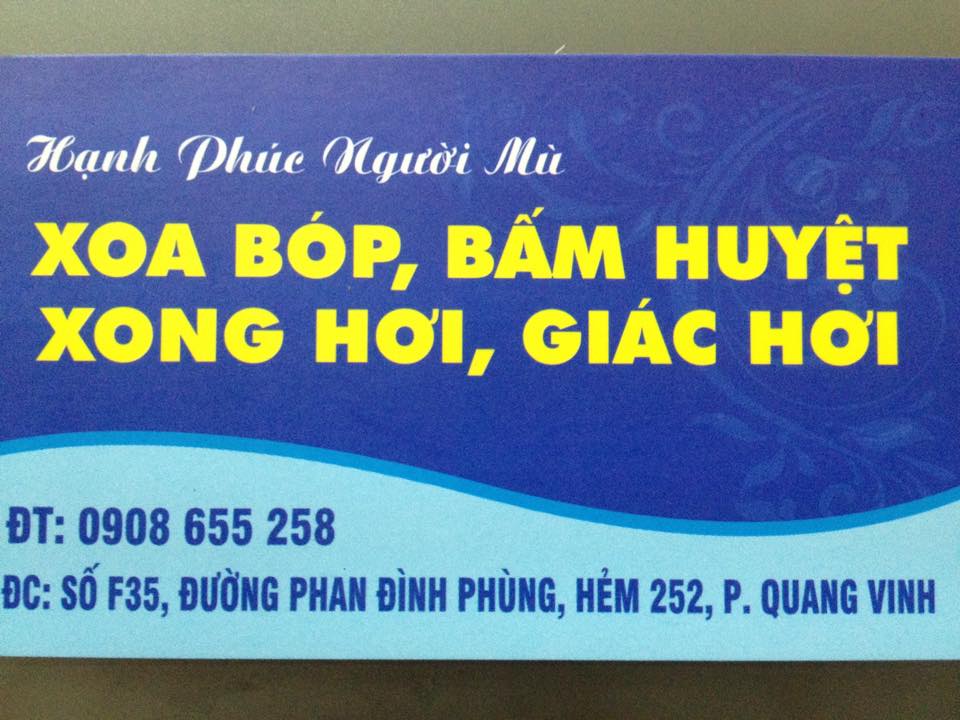 Hạnh Phúc Người Mù
XOA BÓP, BẤM HUYỆT
XONG HƠI, GIÁC HƠI
ĐT: 0908 655 258
ĐC: SỐ F35, ĐƯỜNG PHAN ĐÌNH PHÙNG, HẺM 252, P. QUANG VINH